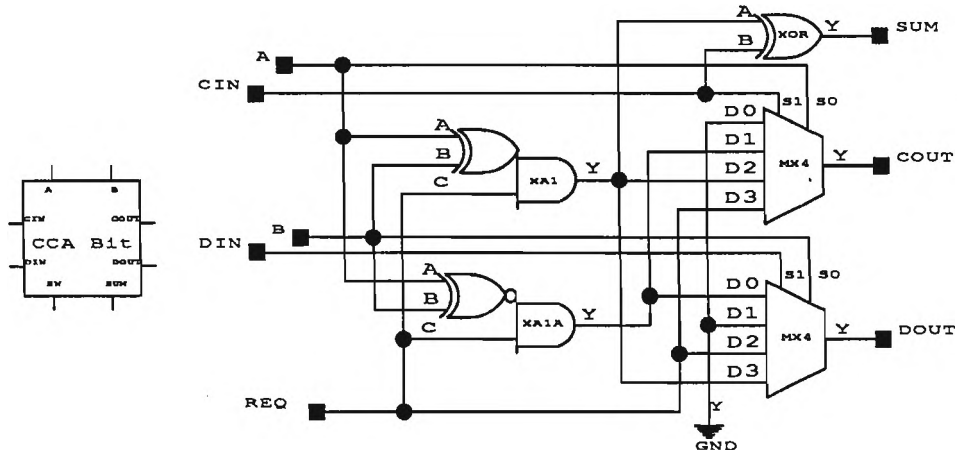 A
B
CIN
COUT
CCA Bit
DIN
DOUT
SUM
A
CIN
A
B
XOR
Y
SUM
S1
S0
D0
D1
D2
D3
MX4
Y
COUT
A
B
C
XA1
Y
B
DIN
A
B
C
XA1A
Y
S1
S0
D0
D1
D2
D3
MX4
Y
DOUT
REQ
Y
GND